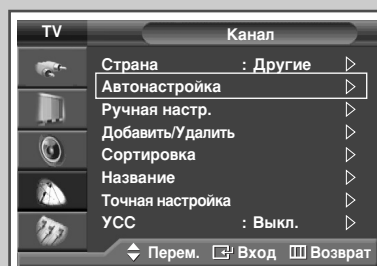 TV Канал
Страна : Другие
Автонастройка
Ручная настр.
Добавить/Удалить
Сортировка
Название
Точная настройка
УСС : Выкл.
Перем. Вход Возврат